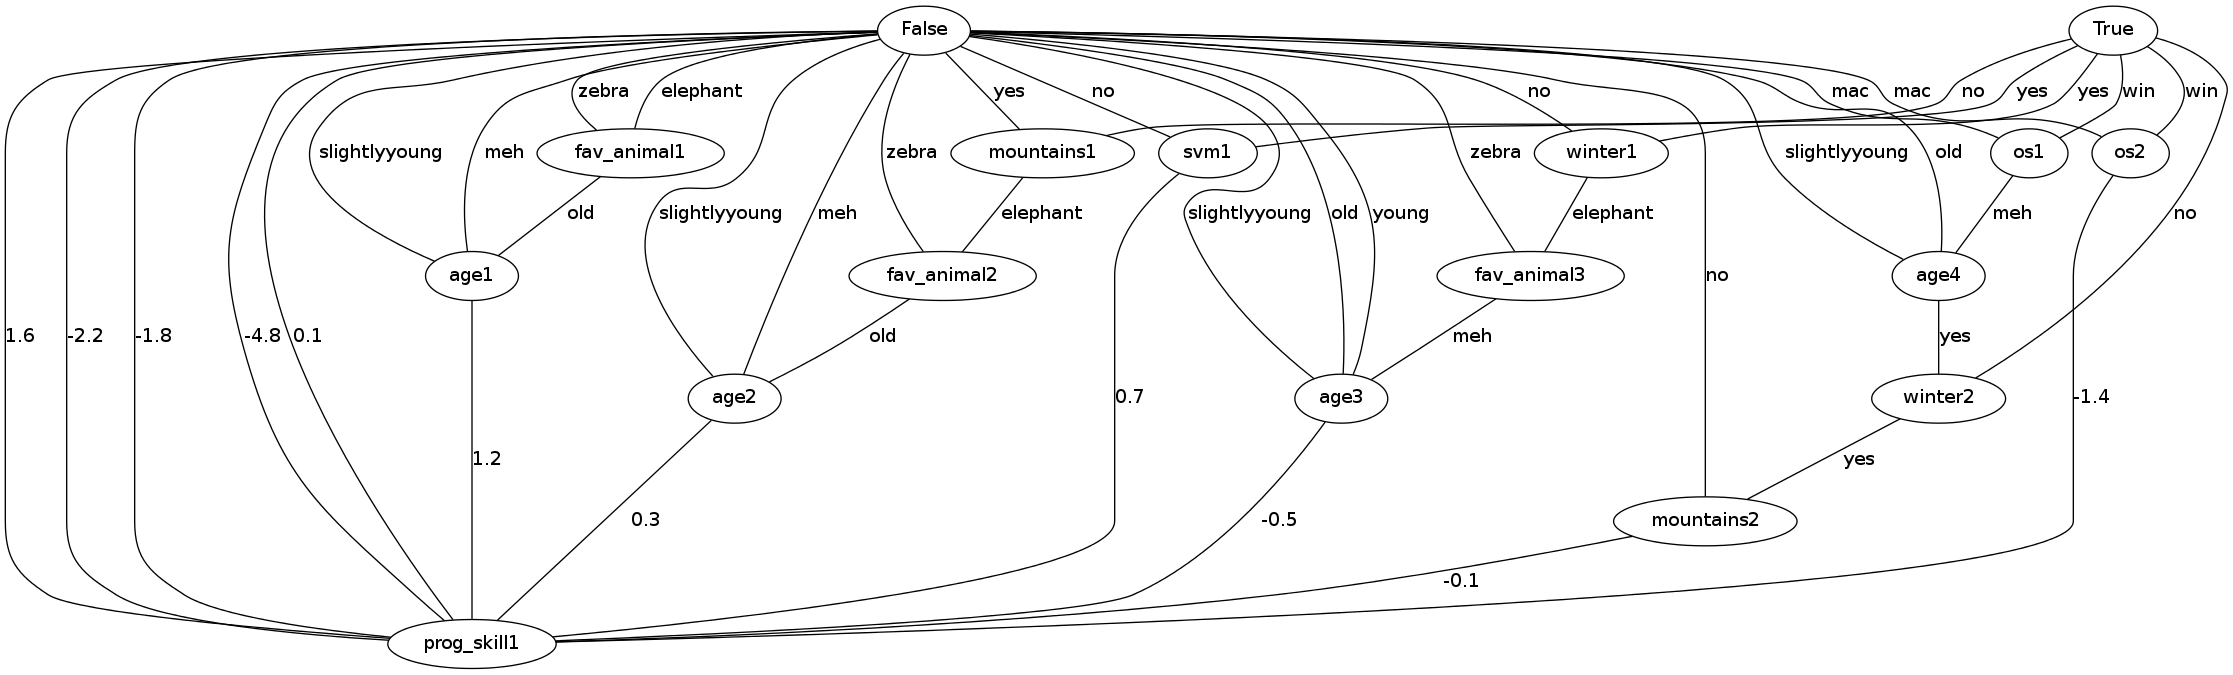 False
True
zebra
elephant
yes
no
no
mac
mac
no
yes
yes
win
win
slightlyyoung
meh
fav_animal1
zebra
mountains1
svm1
zebra
winter1
slightlyyoung
old
os1
os2
old
slightlyyoung
meh
elephant
slightlyyoung
old
young
elephant
meh
no
age1
fav_animal2
fav_animal3
no
age4
1.6
-2.2
-1.8
-4.8
0.1
old
meh
yes
age2
0.7
age3
winter2
-1.4
1.2
yes
0.3
-0.5
mountains2
-0.1
prog_skill1